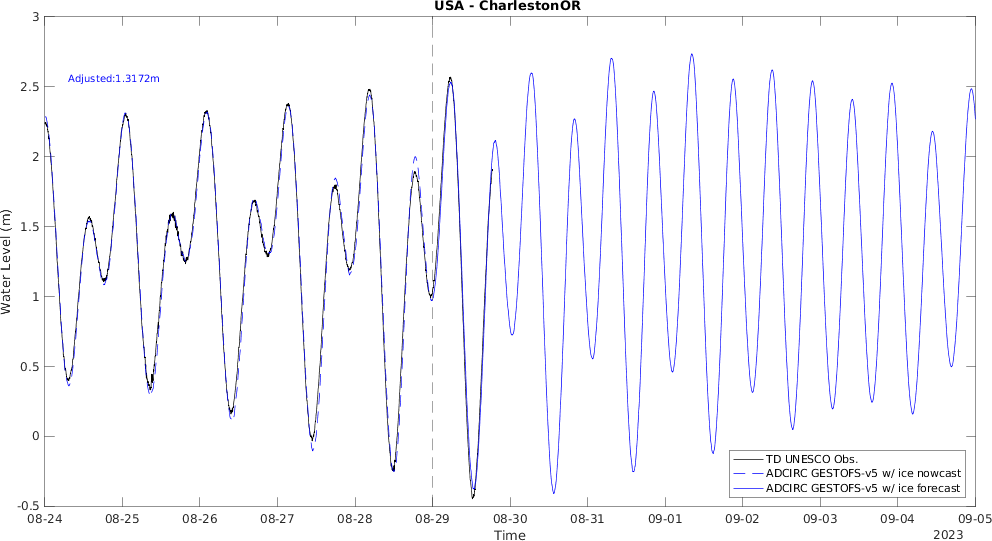 USA - CharlestonOR
3
2.5
2
1.5
1
0.5
0
-0.5
Water Level (m)
Adjusted:1.3172m
TD UNESCO Obs.
ADCIRC GESTOFS-v5 w/ ice nowcast
ADCIRC GESTOFS-v5 w/ ice forecast
08-24 08-25 08-26 08-27 08-28 08-29 08-30 08-31 09-01 09-02 09-03 09-04 09-05
Time
2023